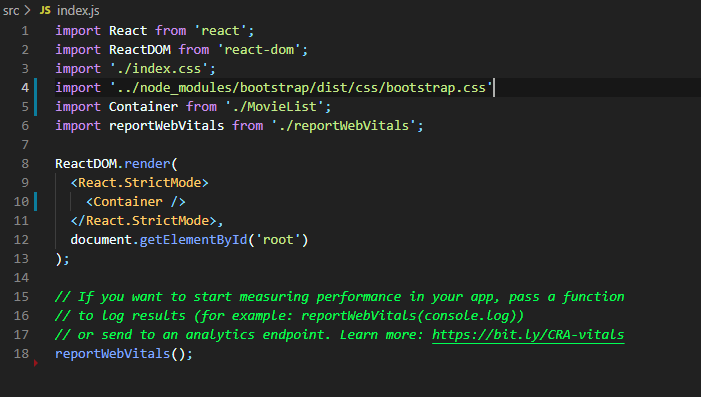 src > JS index.js
1 import React from 'react';
2 import ReactDOM from 'react-dom';
3 import './index.css';
4 import '../node_modules/bootstrap/dist/css/bootstrap.css'
5 import Container from './MovieList';
6 import reportWebVitals from './reportWebVitals';
7
8 ReactDOM.render(
9   <React.StrictMode>
10     <Container />
11   </React.StrictMode>,
12   document.getElementById('root')
13 );
14
15 // If you want to start measuring performance in your app, pass a function
16 // to log results (for example: reportWebVitals(console.log))
17 // or send to an analytics endpoint. Learn more: https://bit.ly/CRA-vitals
18 reportWebVitals();